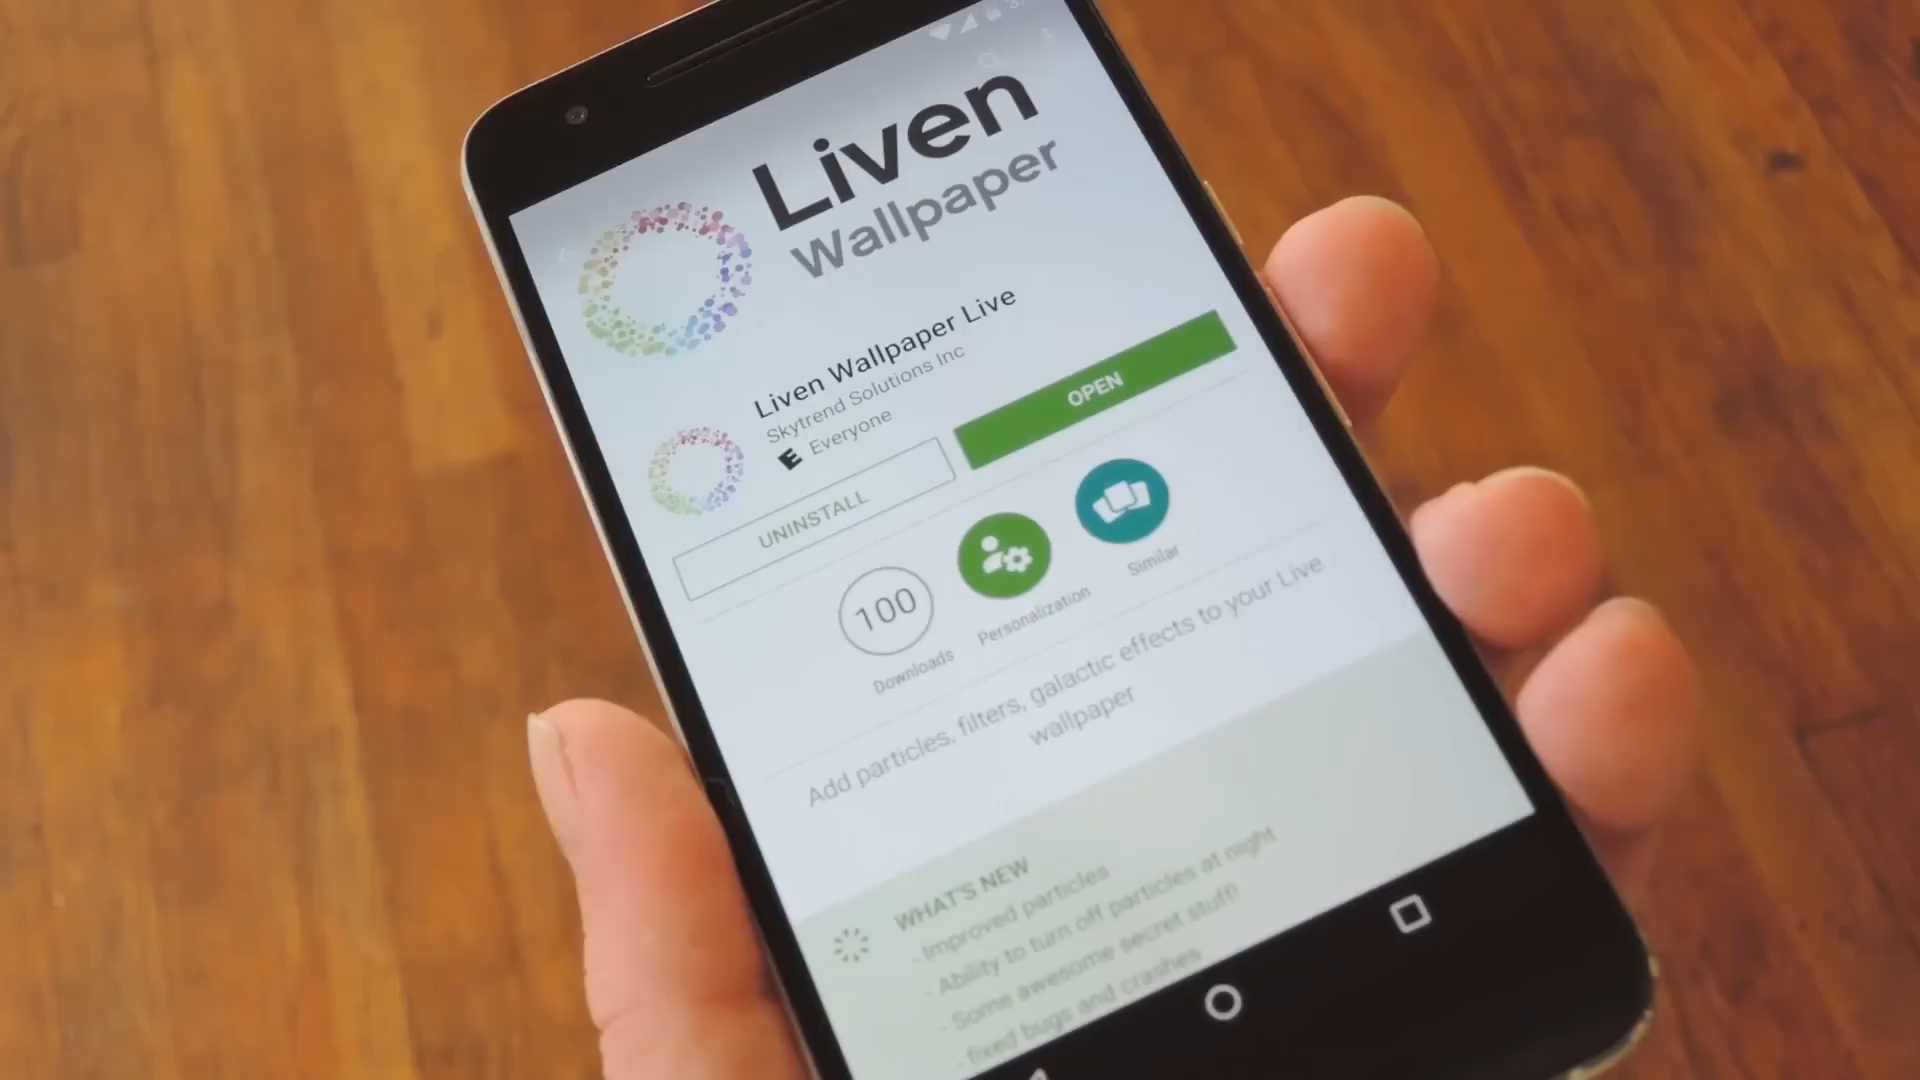 Liven
Wallpaper
Liven Wallpaper Live
Skytrend Solutions Inc
E Everyone
UNINSTALL
OPEN
100
Downloads
Personalization
Similar
Add particles, filters, galactic effects to your Live
wallpaper
WHAT'S NEW
- Improved particles
- Ability to turn off particles at night
- Some awesome secret stuff!
- fixed bugs and crashes